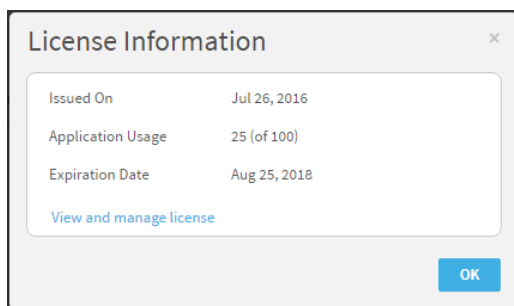 License Information ×
Issued On Jul 26, 2016
Application Usage 25 (of 100)
Expiration Date Aug 25, 2018
View and manage license
OK